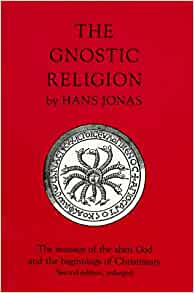 THE
GNOSTIC
RELIGION
by HANS JONAS
The message of the alien God
and the beginnings of Christianity
Second edition, enlarged